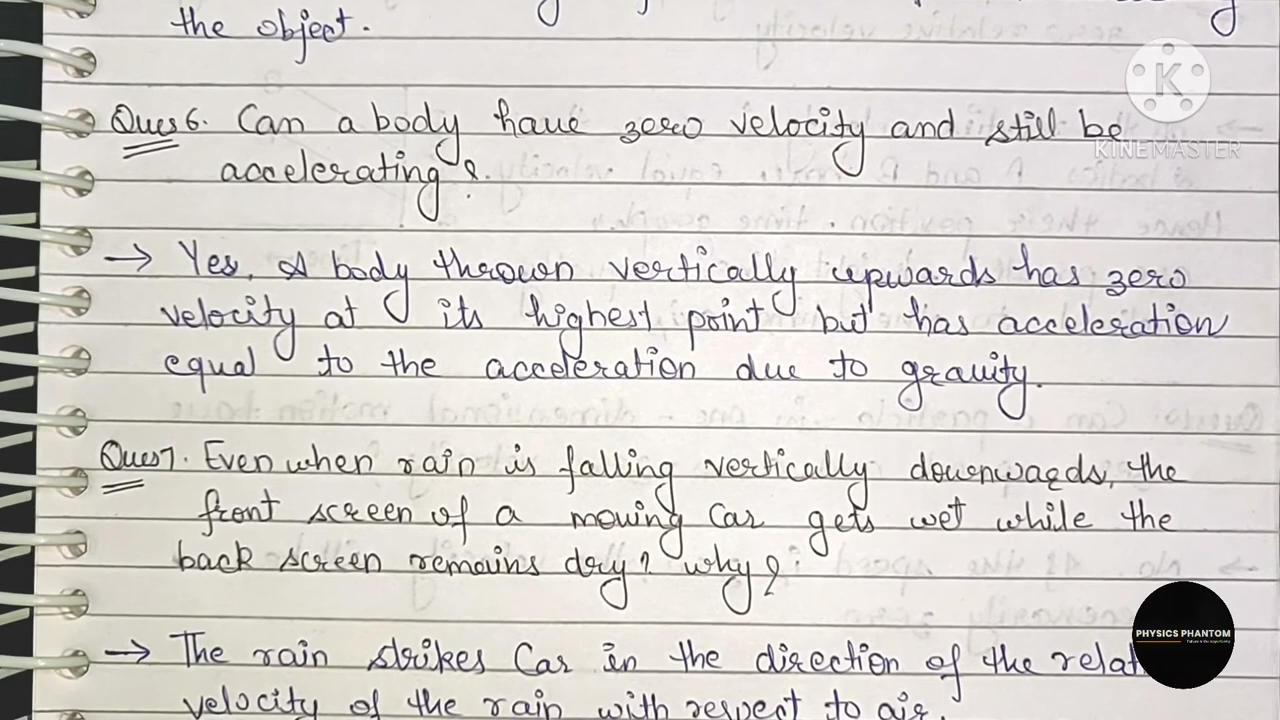 the object.
Ques 6. Can a body have zero velocity and still be
accelerating?
→ Yes, A body thrown vertically upwards has zero
velocity at its highest point but has acceleration
equal to the acceleration due to gravity.
Ques 7. Even when rain is falling vertically downwards, the
front screen of a moving Car gets wet while the
back screen remains dry? why?
→ The rain strikes Car in the direction of the relat
velocity of the rain with respect to air.
K
KINEMASTER
PHYSICS PHANTOM